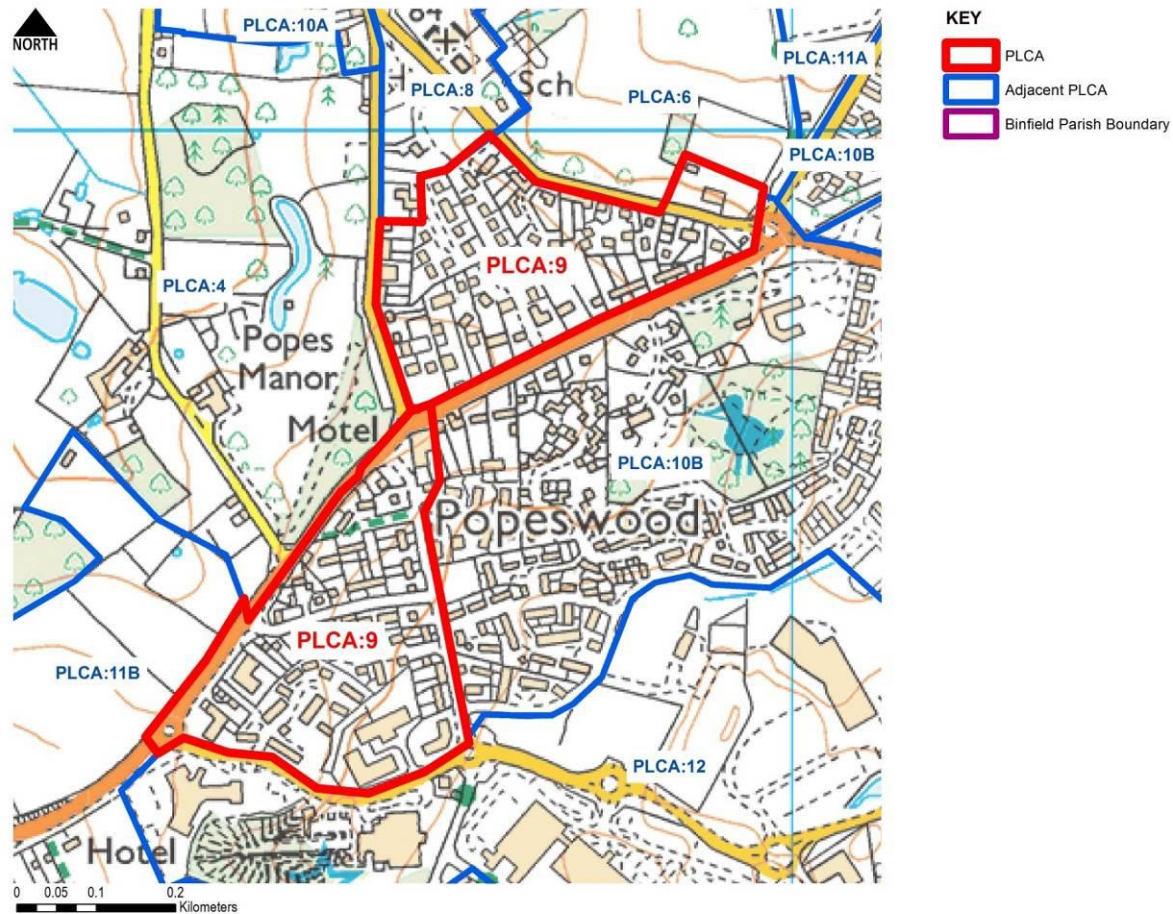 NORTH
PLCA:10A
PLCA:8
Sch
PLCA:6
PLCA:11A
PLCA:10B
PLCA:9
PLCA:4
Popes
Manor
Motel
PLCA:10B
Popeswood
PLCA:9
PLCA:11B
PLCA:12
Hotel
0 0.05 0.1 0.2
Kilometers
KEY
PLCA
Adjacent PLCA
Binfield Parish Boundary